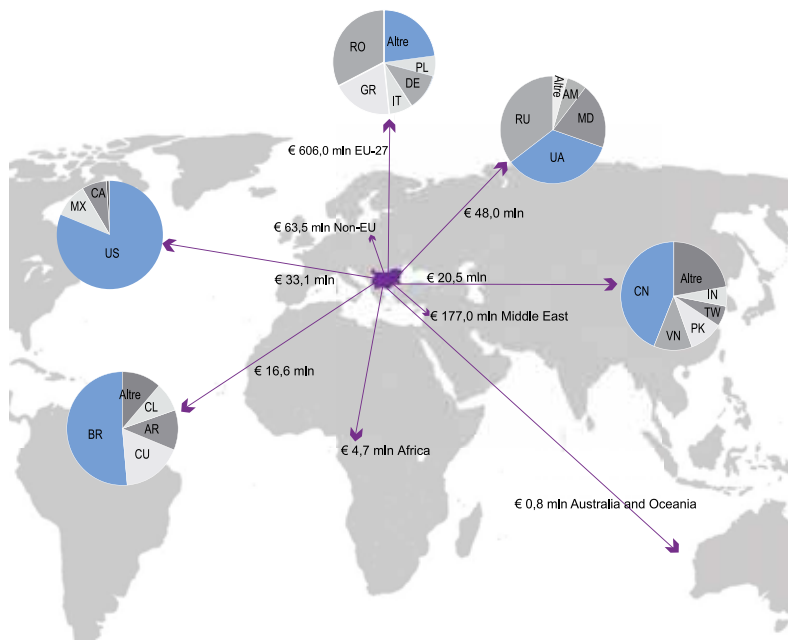 RO
Altre
PL
DE
IT
GR
€ 606,0 mln EU-27
Altre
AM
MD
UA
RU
€ 48,0 mln
CA
MX
US
€ 63,5 mln Non-EU
€ 33,1 mln
€ 20,5 mln
Altre
IN
TW
PK
VN
CN
€ 177,0 mln Middle East
€ 16,6 mln
Altre
CL
AR
CU
BR
€ 4,7 mln Africa
€ 0,8 mln Australia and Oceania